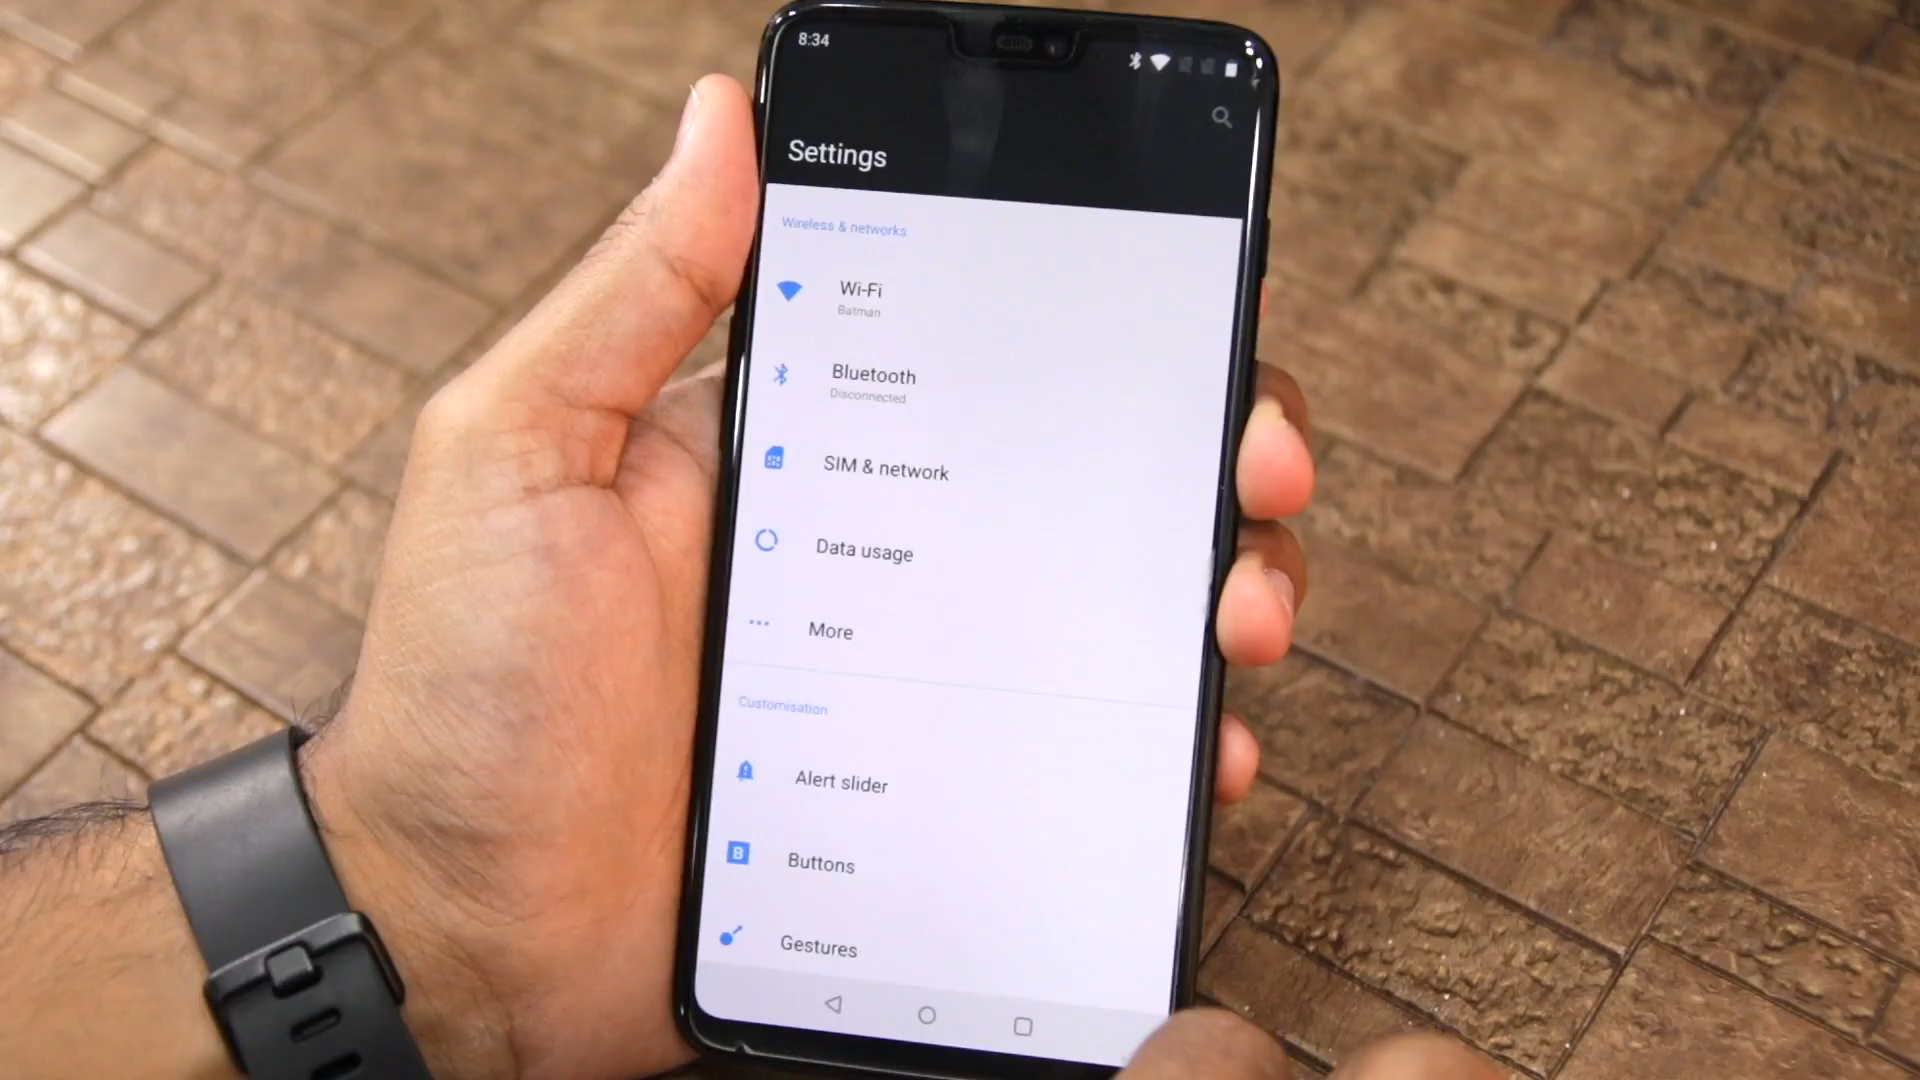 8:34
Settings
Wireless & networks
Wi-Fi
Batman
Bluetooth
Disconnected
SIM & network
Data usage
More
Customisation
Alert slider
B
Buttons
Gestures